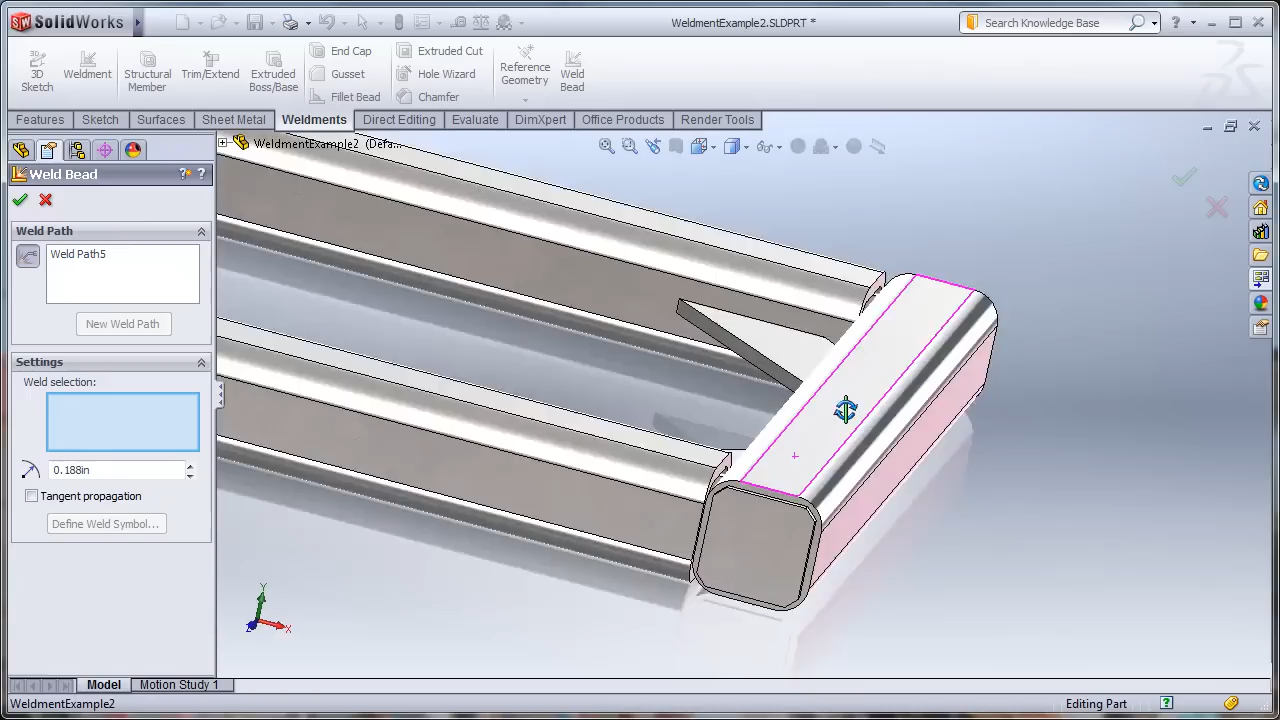 SolidWorks
WeldmentExample2.SLDPRT *
Search Knowledge Base
3D Sketch
Weldment
Structural Member
Trim/Extend
Extruded Boss/Base
End Cap
Gusset
Fillet Bead
Extruded Cut
Hole Wizard
Chamfer
Reference Geometry
Weld Bead
Features
Sketch
Surfaces
Sheet Metal
Weldments
Direct Editing
Evaluate
DimXpert
Office Products
Render Tools
WeldmentExample2 (Defa...
Weld Bead
Weld Path
Weld Path5
New Weld Path
Settings
Weld selection:
0.188in
Tangent propagation
Define Weld Symbol...
Y
X
Z
Model
Motion Study 1
WeldmentExample2
Editing Part